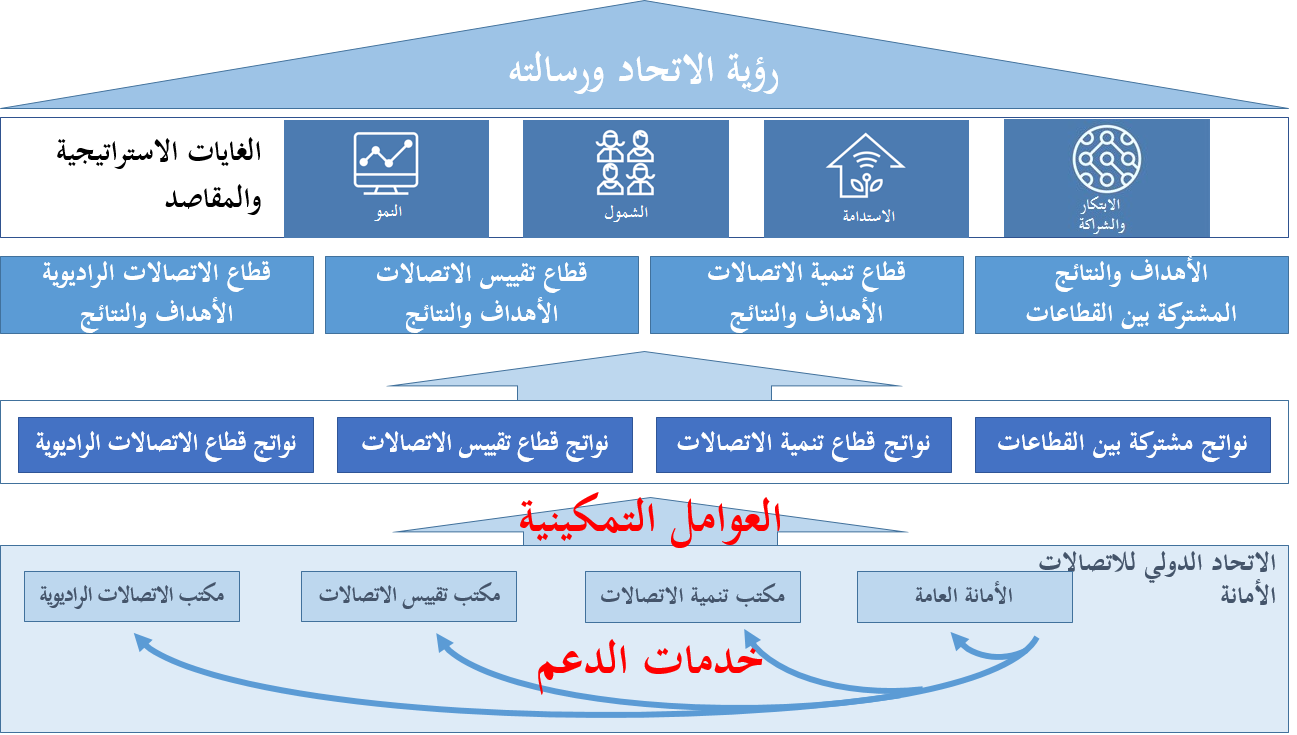 رؤية الاتحاد ورسالته
الغايات الاستراتيجية
والمقاصد
الابتكار
والشراكة
الاستدامة
الشمول
النمو
الأهداف والنتائج
المشتركة بين القطاعات
قطاع تنمية الاتصالات
الأهداف والنتائج
قطاع تقييس الاتصالات
الأهداف والنتائج
قطاع الاتصالات الراديوية
الأهداف والنتائج
نواتج مشتركة بين القطاعات
نواتج قطاع تنمية الاتصالات
نواتج قطاع تقييس الاتصالات
نواتج قطاع الاتصالات الراديوية
العوامل التمكينية
الاتحاد الدولي للاتصالات
الأمانة
الأمانة العامة
مكتب تنمية الاتصالات
مكتب تقييس الاتصالات
مكتب الاتصالات الراديوية
خدمات الدعم